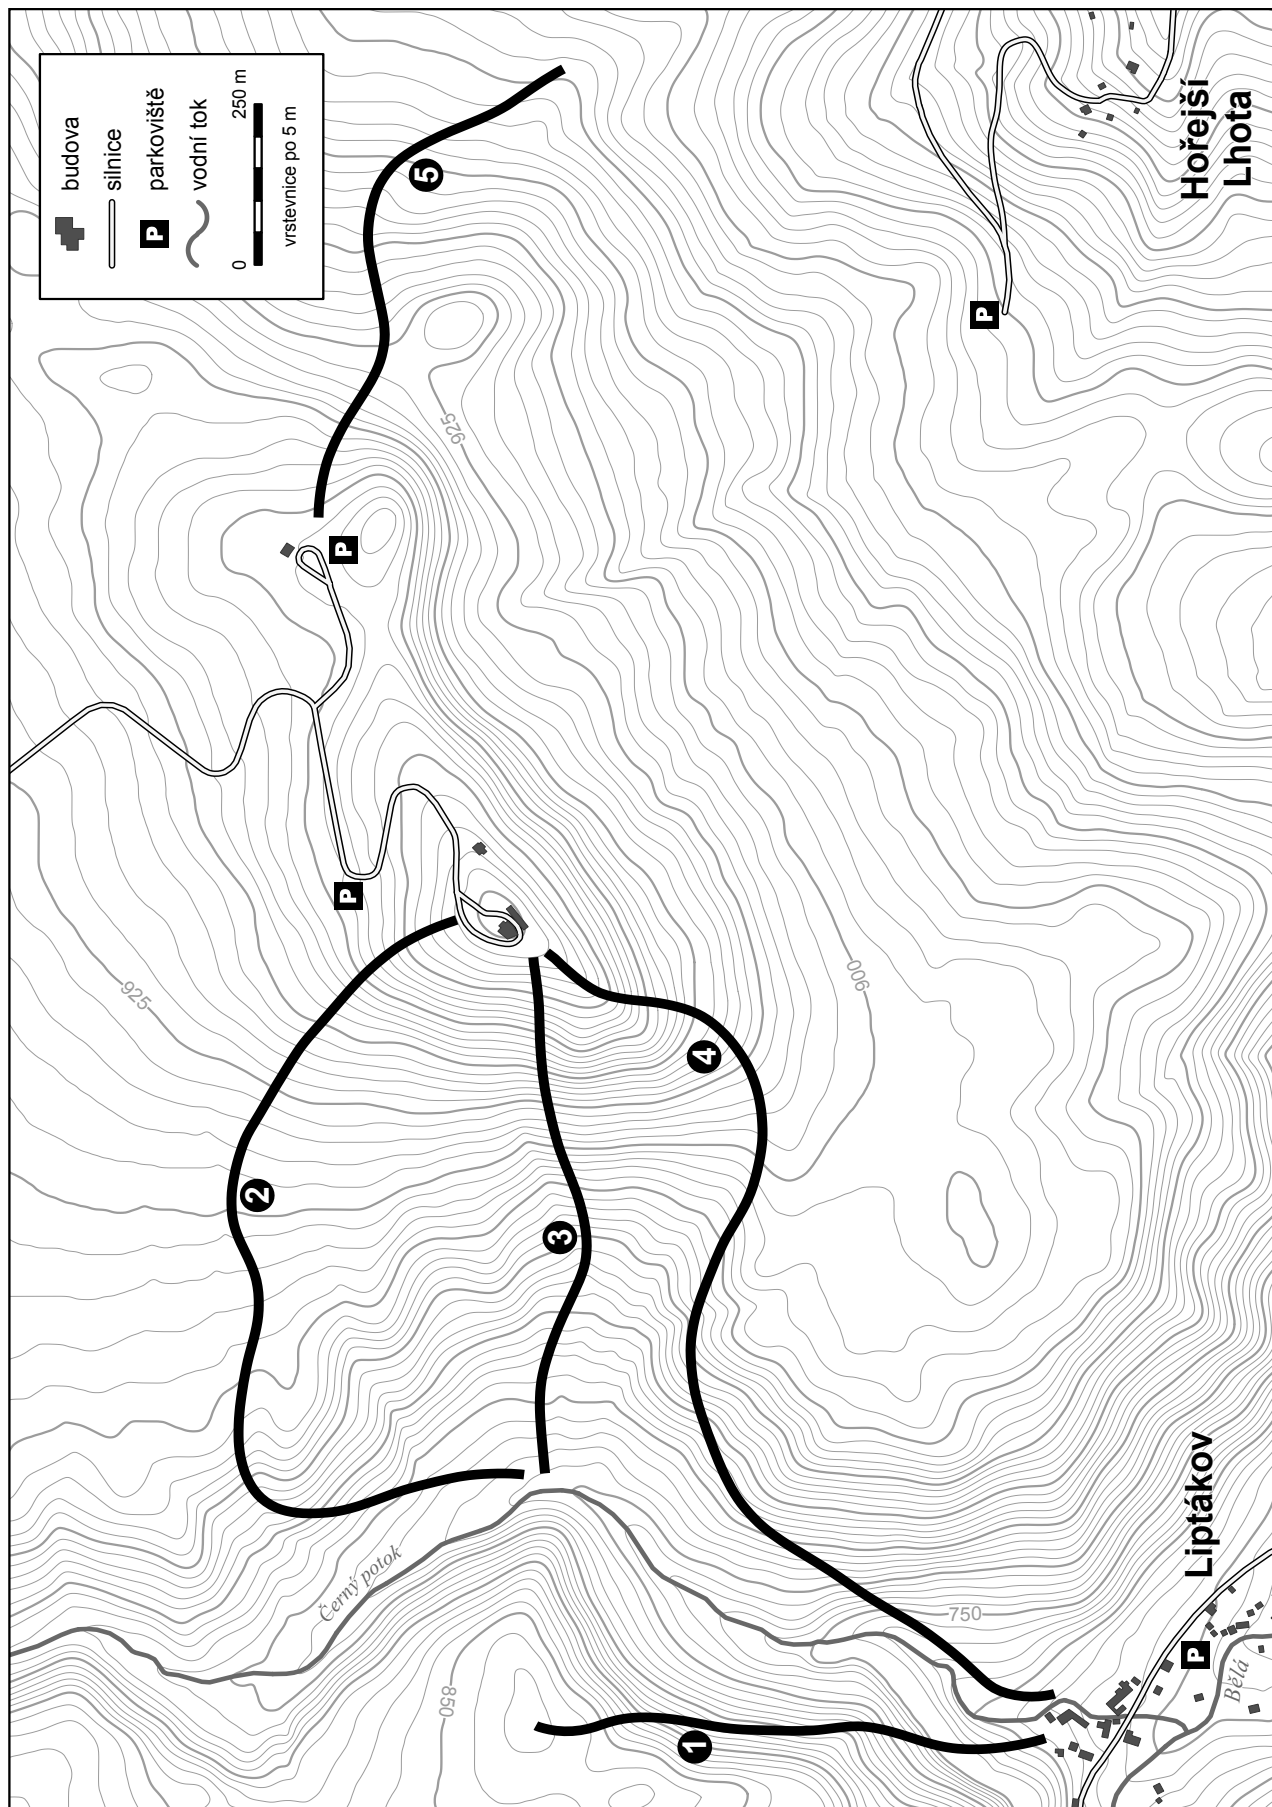 budova
silnice
P parkoviště
vodní tok
0 250 m
vrstevnice po 5 m
5
925
P
P
925
2
3
4
900
Černý potok
850
1
750
Liptákov
P
Bělá
P
Hořejší
Lhota